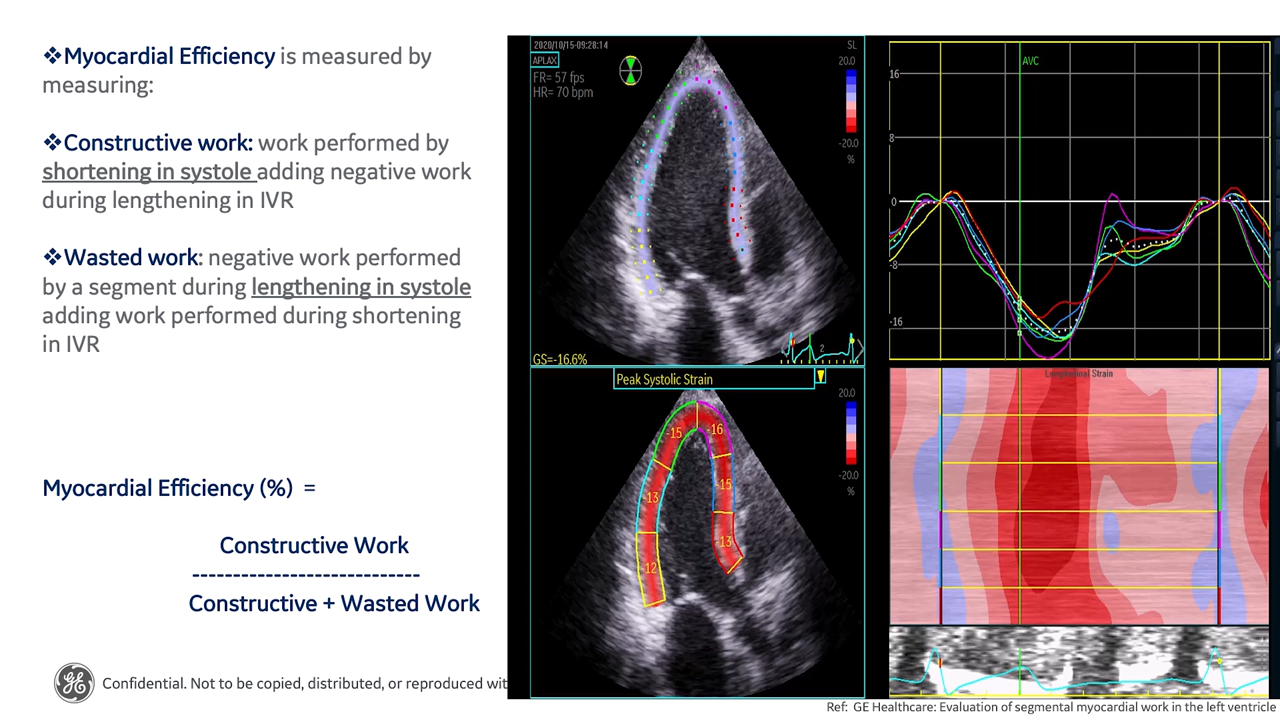 ❖Myocardial Efficiency is measured by
measuring:
❖Constructive work: work performed by
shortening in systole adding negative work
during lengthening in IVR
❖Wasted work: negative work performed
by a segment during lengthening in systole
adding work performed during shortening
in IVR
Myocardial Efficiency (%) =
Constructive Work
----------------------------
Constructive + Wasted Work
GE
Confidential. Not to be copied, distributed, or reproduced wit
2020/10/15-09:28:14
APLAX
FR= 57 fps
HR= 70 bpm
SL
20.0
-20.0
%
2
GS=-16.6%
AVC
16
8
0
-8
-16
Peak Systolic Strain
20.0
-20.0
%
-15
-16
-13
-15
-13
12
Longitudinal Strain
Ref: GE Healthcare: Evaluation of segmental myocardial work in the left ventricle